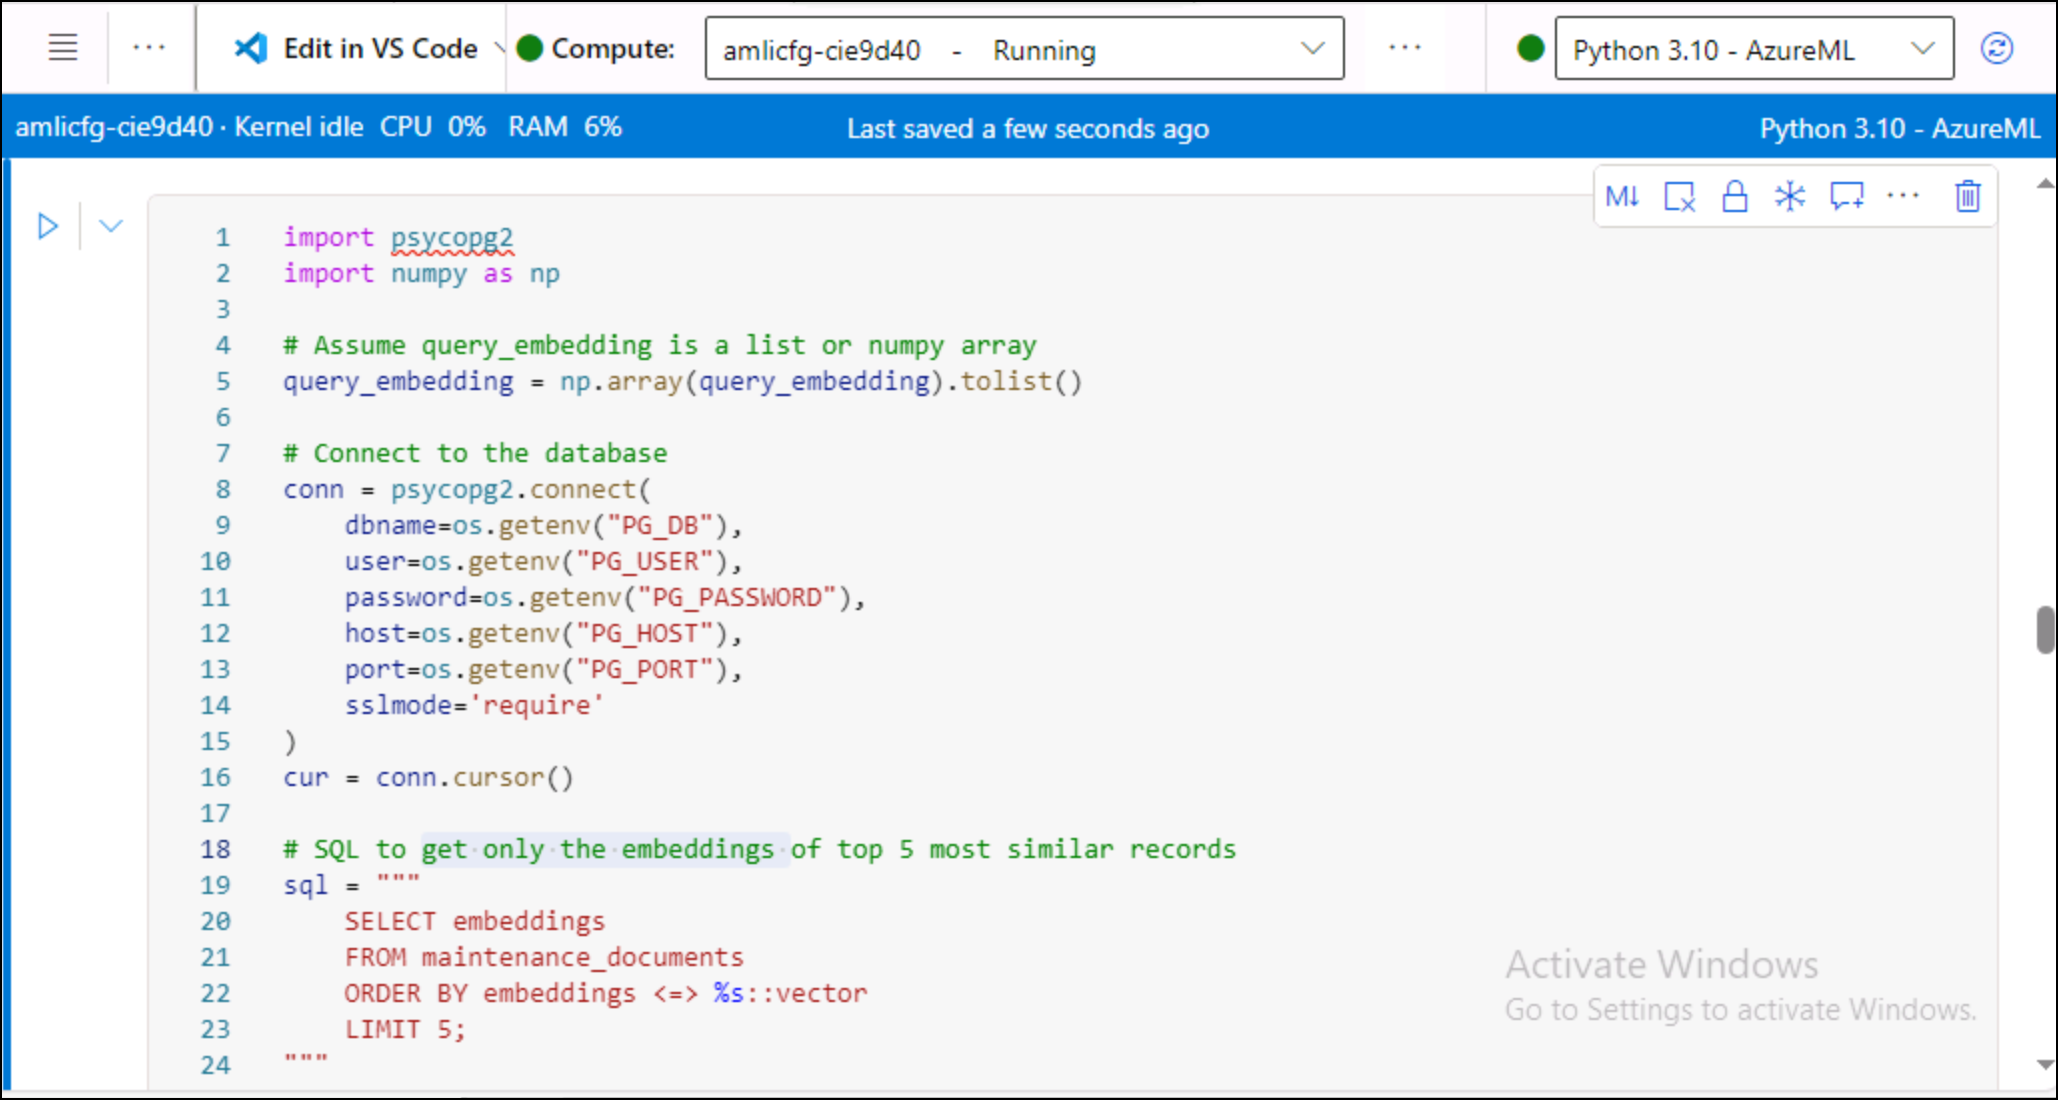 Edit in VS Code
Compute:
amlicfg-cie9d40 - Running
Python 3.10 - AzureML
amlicfg-cie9d40 · Kernel idle CPU 0% RAM 6%
Last saved a few seconds ago
Python 3.10 - AzureML
M↓
1 import psycopg2
2 import numpy as np
3
4 # Assume query_embedding is a list or numpy array
5 query_embedding = np.array(query_embedding).tolist()
6
7 # Connect to the database
8 conn = psycopg2.connect(
9     dbname=os.getenv("PG_DB"),
10     user=os.getenv("PG_USER"),
11     password=os.getenv("PG_PASSWORD"),
12     host=os.getenv("PG_HOST"),
13     port=os.getenv("PG_PORT"),
14     sslmode='require'
15 )
16 cur = conn.cursor()
17
18 # SQL to get only the embeddings of top 5 most similar records
19 sql = """
20     SELECT embeddings
21     FROM maintenance_documents
22     ORDER BY embeddings <=> %s::vector
23     LIMIT 5;
24 """
Activate Windows
Go to Settings to activate Windows.